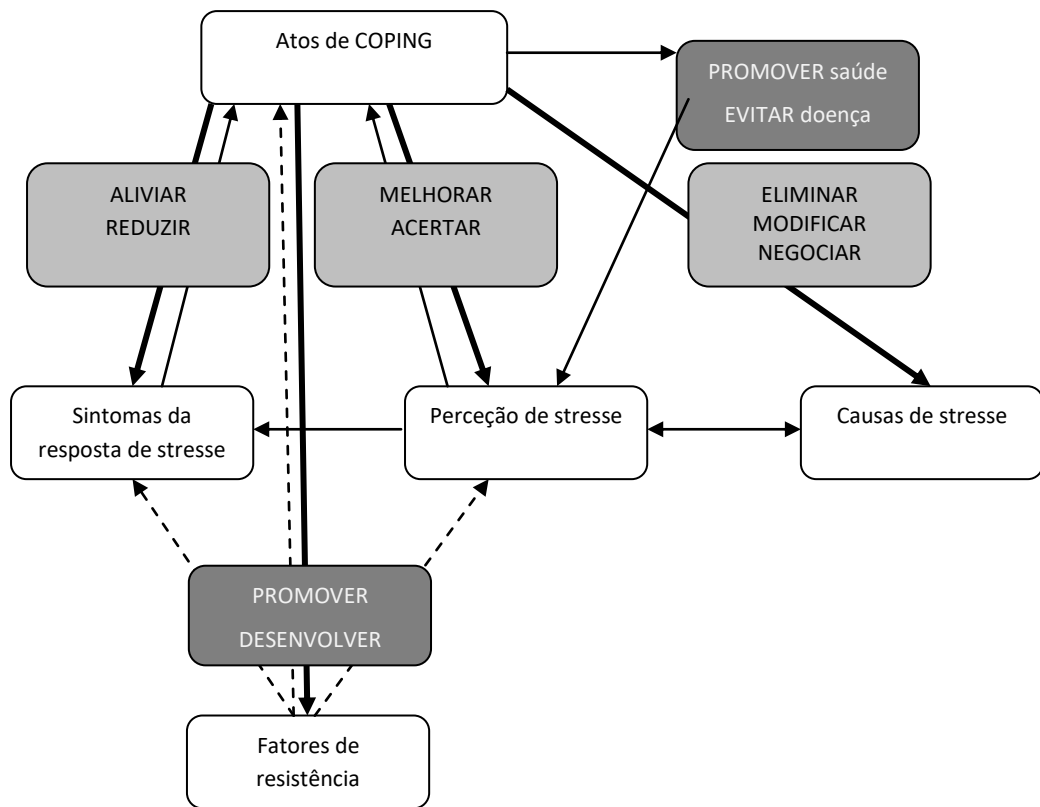 Atos de COPING
PROMOVER saúde
EVITAR doença
ALIVIAR
REDUZIR
MELHORAR
ACERTAR
ELIMINAR
MODIFICAR
NEGOCIAR
Sintomas da
resposta de stresse
Perceção de stresse
Causas de stresse
PROMOVER
DESENVOLVER
Fatores de
resistência